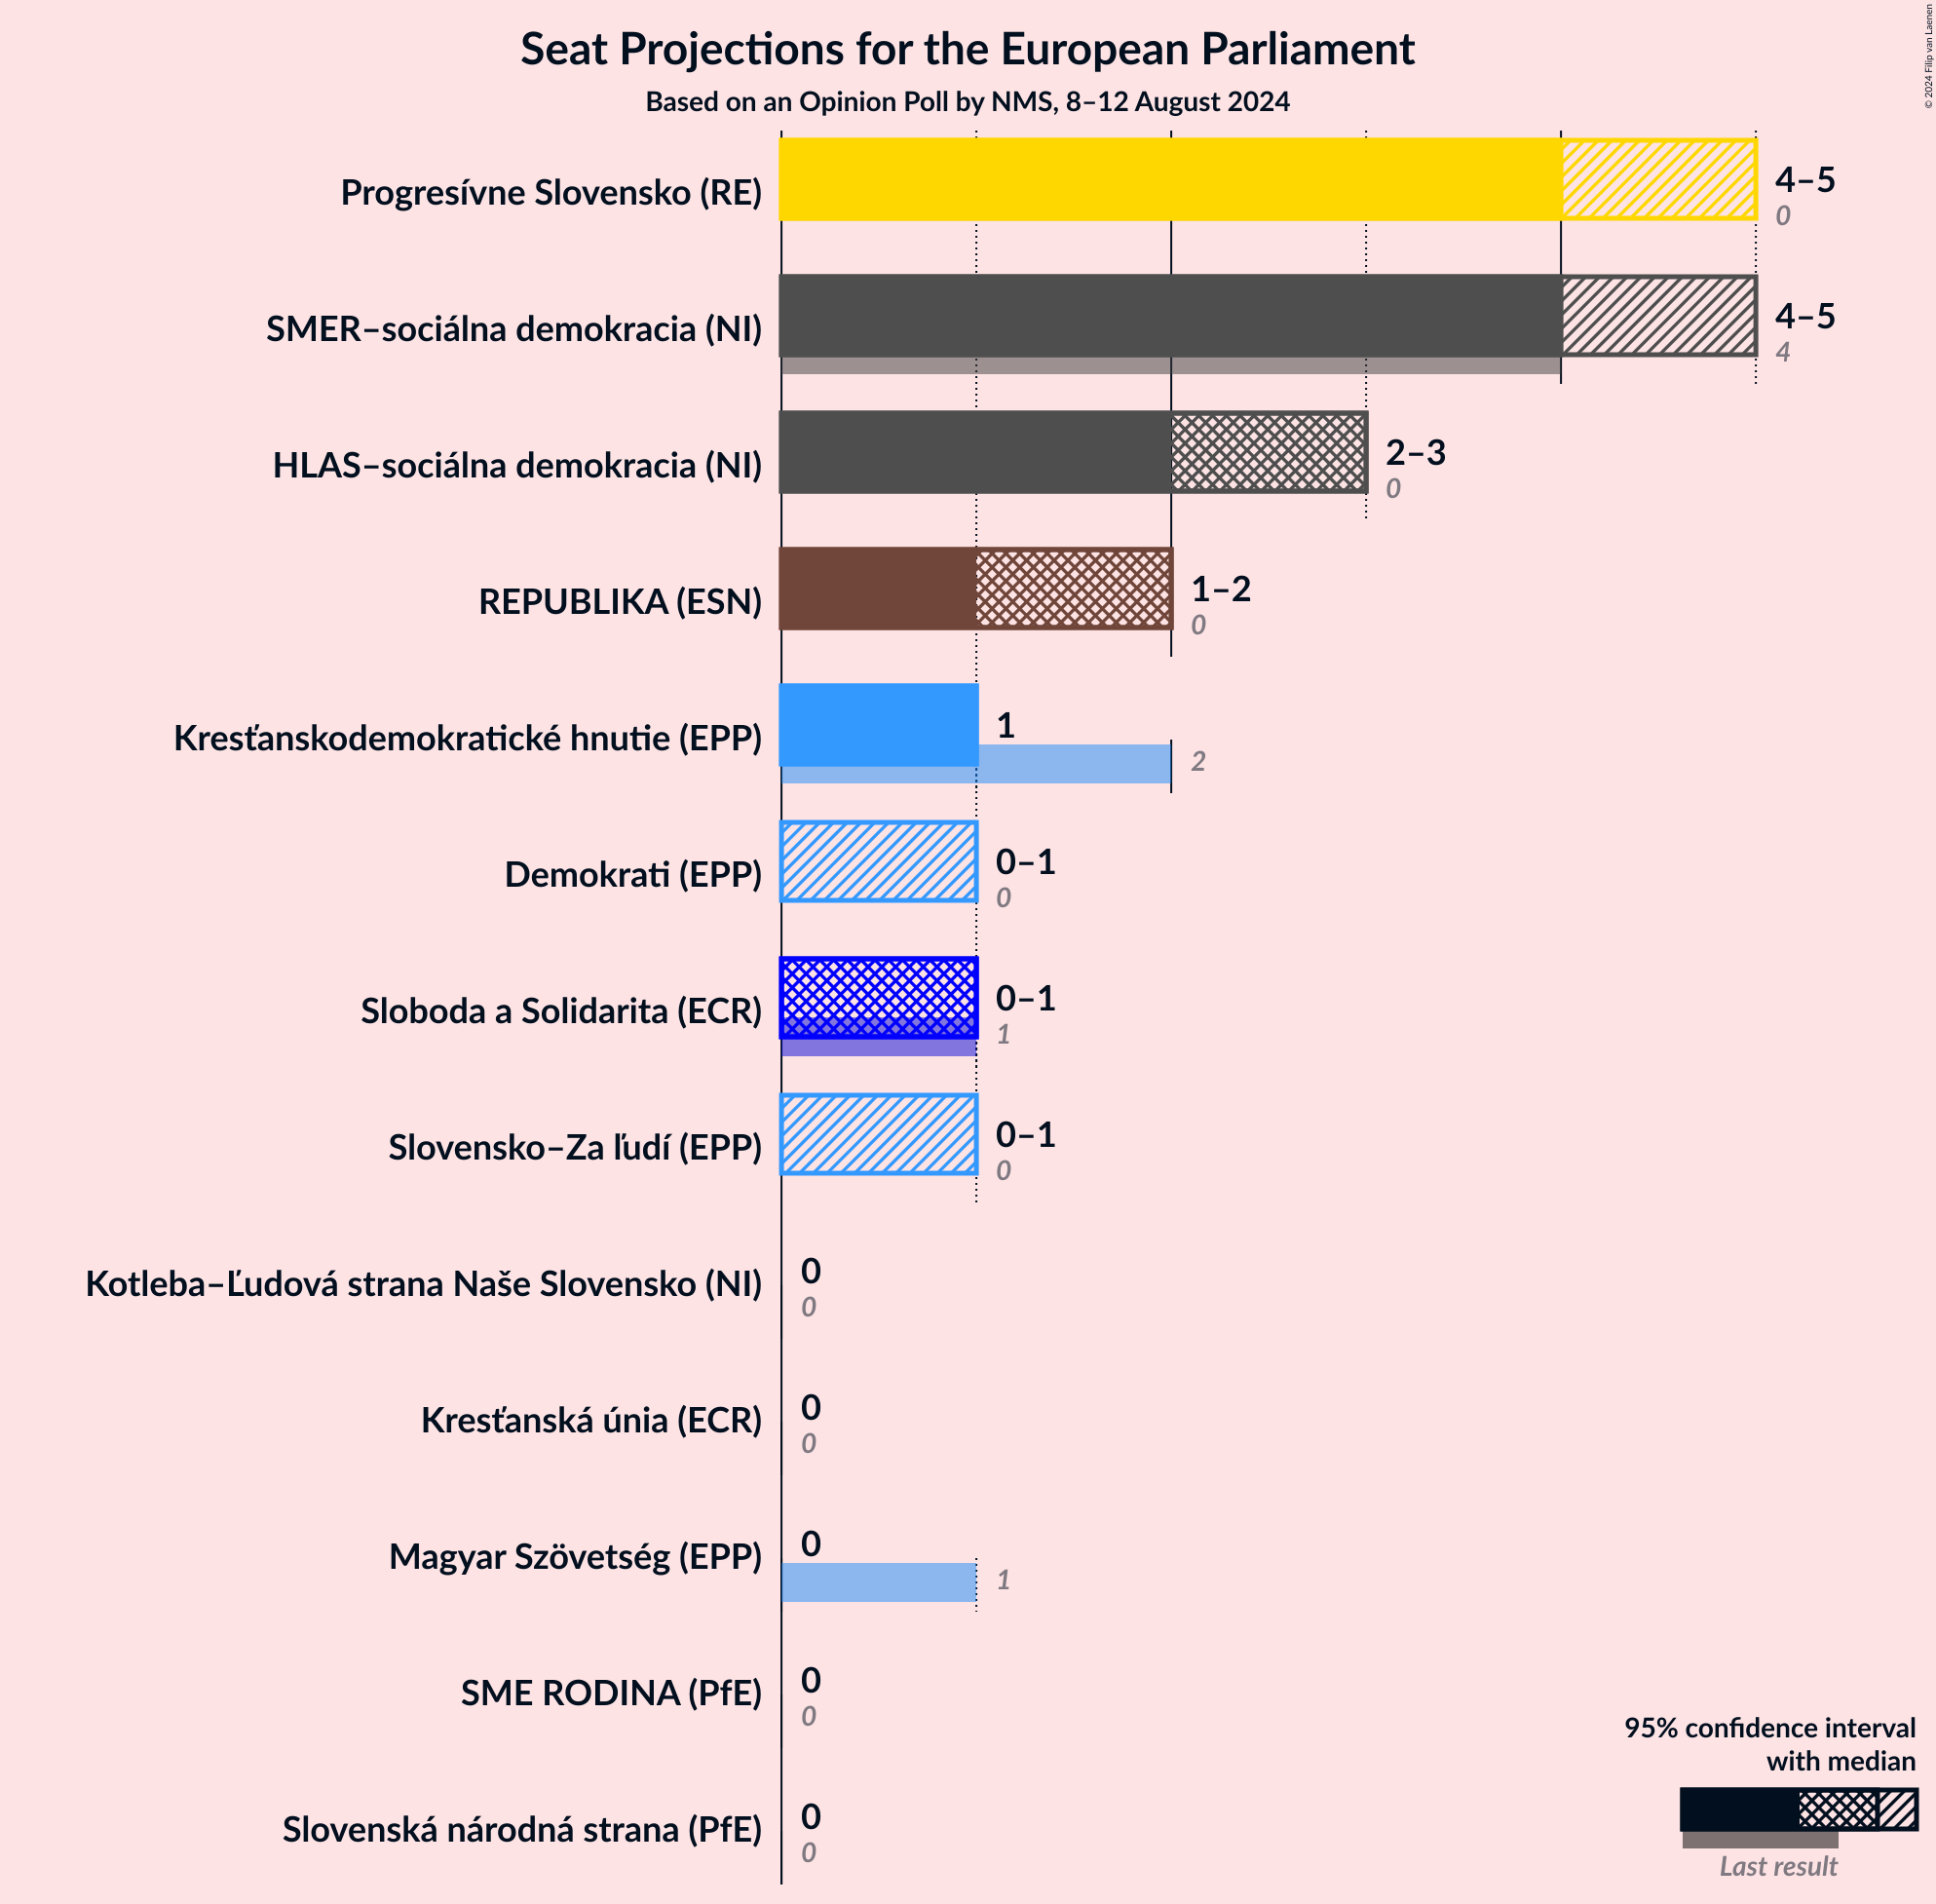 Seat Projections for the European Parliament
Based on an Opinion Poll by NMS, 8–12 August 2024
© 2024 Filip van Laenen
Progresívne Slovensko (RE)
4–5
0
SMER–sociálna demokracia (NI)
4–5
4
HLAS–sociálna demokracia (NI)
2–3
0
REPUBLIKA (ESN)
1–2
0
Kresťanskodemokratické hnutie (EPP)
1
2
Demokrati (EPP)
0–1
0
Sloboda a Solidarita (ECR)
0–1
1
Slovensko–Za ľudí (EPP)
0–1
0
Kotleba–Ľudová strana Naše Slovensko (NI)
0
0
Kresťanská únia (ECR)
0
0
Magyar Szövetség (EPP)
0
1
SME RODINA (PfE)
0
0
Slovenská národná strana (PfE)
0
0
95% confidence interval
with median
Last result